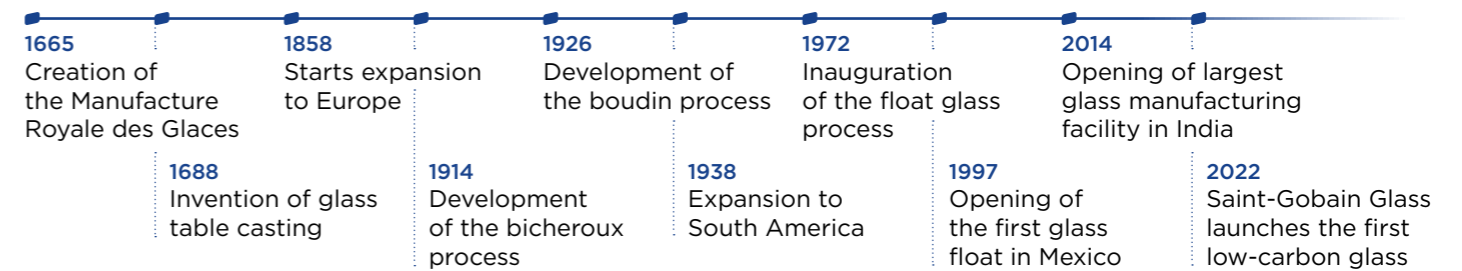 1665
Creation of
the Manufacture
Royale des Glaces
1688
Invention of glass
table casting
1858
Starts expansion
to Europe
1914
Development
of the bicheroux
process
1926
Development of
the boudin process
1938
Expansion to
South America
1972
Inauguration
of the float glass
process
1997
Opening of
the first glass
float in Mexico
2014
Opening of largest
glass manufacturing
facility in India
2022
Saint-Gobain Glass
launches the first
low-carbon glass